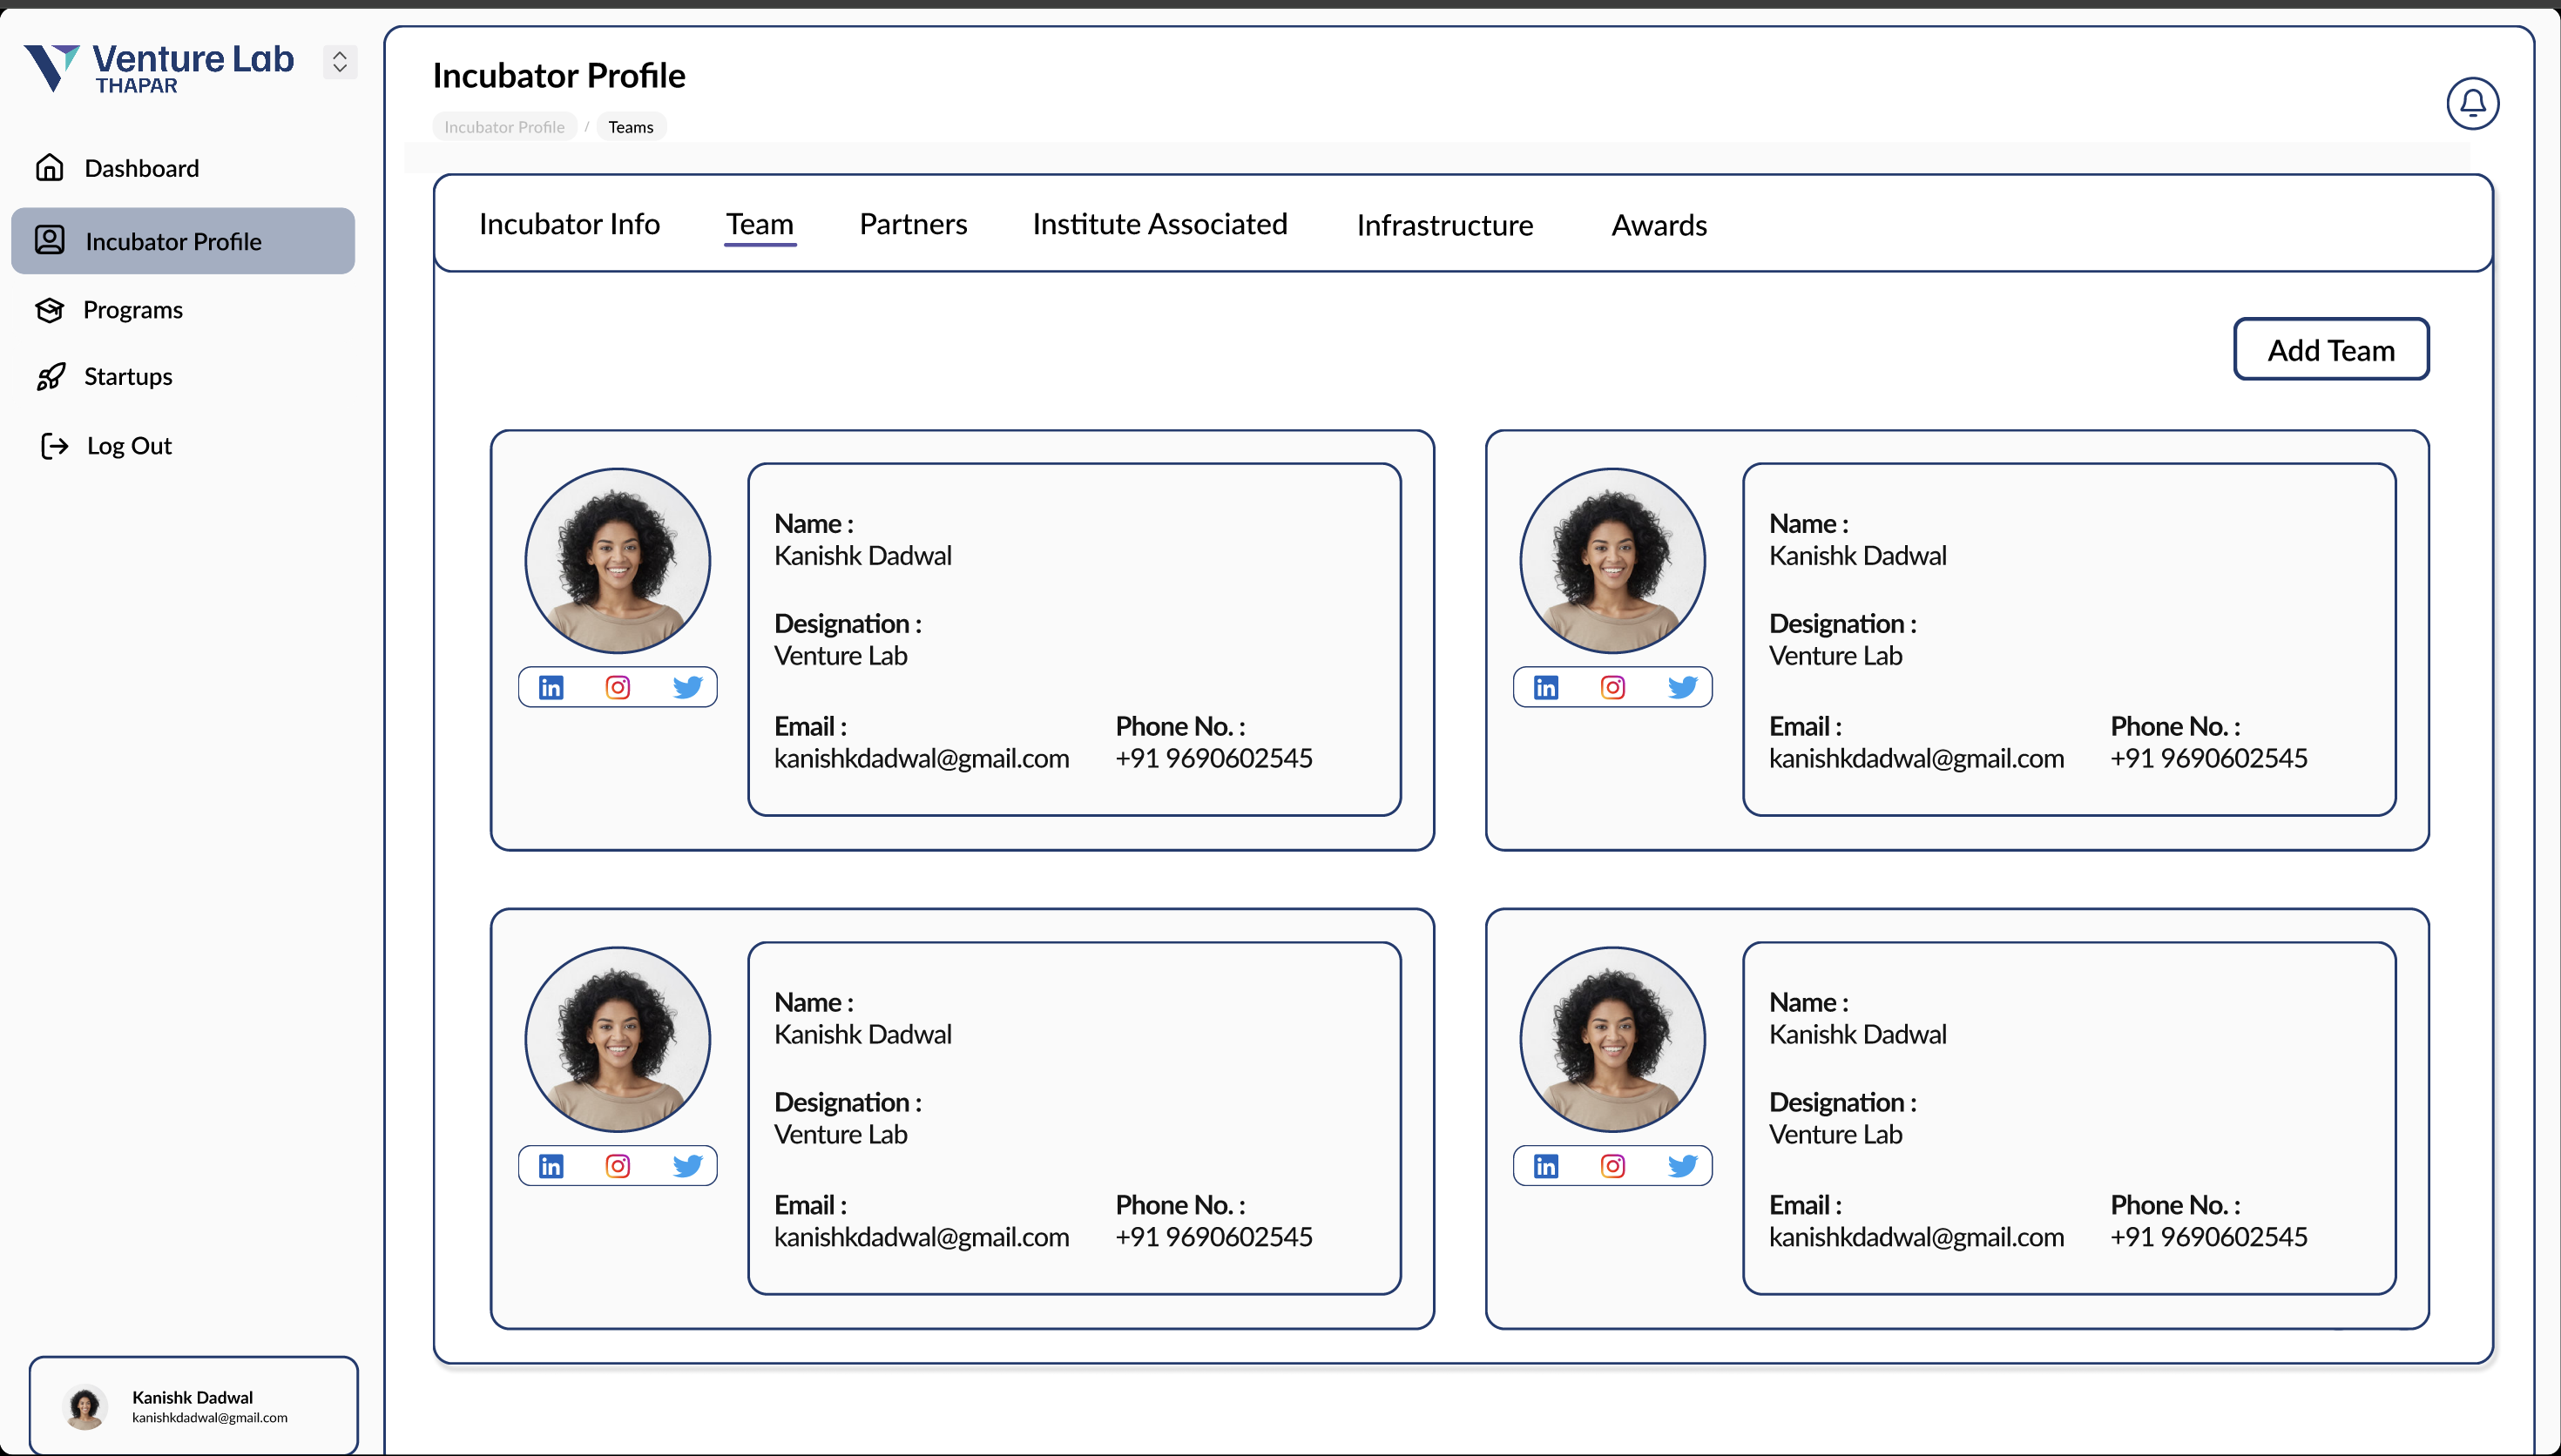 Venture Lab
THAPAR
Dashboard
Incubator Profile
Programs
Startups
Log Out
Kanishk Dadwal
kanishkdadwal@gmail.com
Incubator Profile
Incubator Profile / Teams
Incubator Info Team Partners Institute Associated Infrastructure Awards
Add Team
Name :
Kanishk Dadwal
Designation :
Venture Lab
Email : Phone No. :
kanishkdadwal@gmail.com +91 9690602545
in
Name :
Kanishk Dadwal
Designation :
Venture Lab
Email : Phone No. :
kanishkdadwal@gmail.com +91 9690602545
in
Name :
Kanishk Dadwal
Designation :
Venture Lab
Email : Phone No. :
kanishkdadwal@gmail.com +91 9690602545
in
Name :
Kanishk Dadwal
Designation :
Venture Lab
Email : Phone No. :
kanishkdadwal@gmail.com +91 9690602545
in